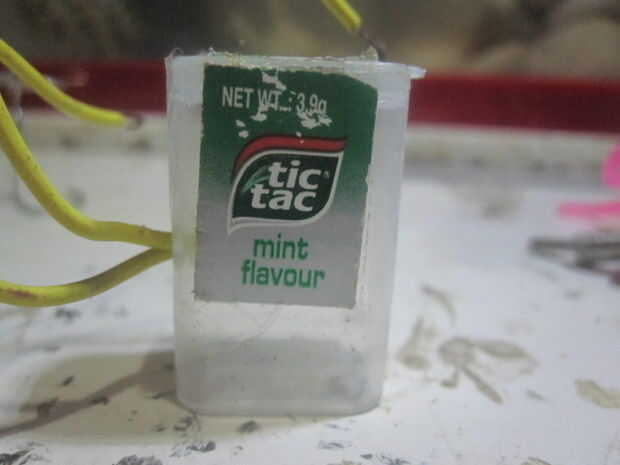 NET WT.: 3.9g
tic
tac
mint
flavour